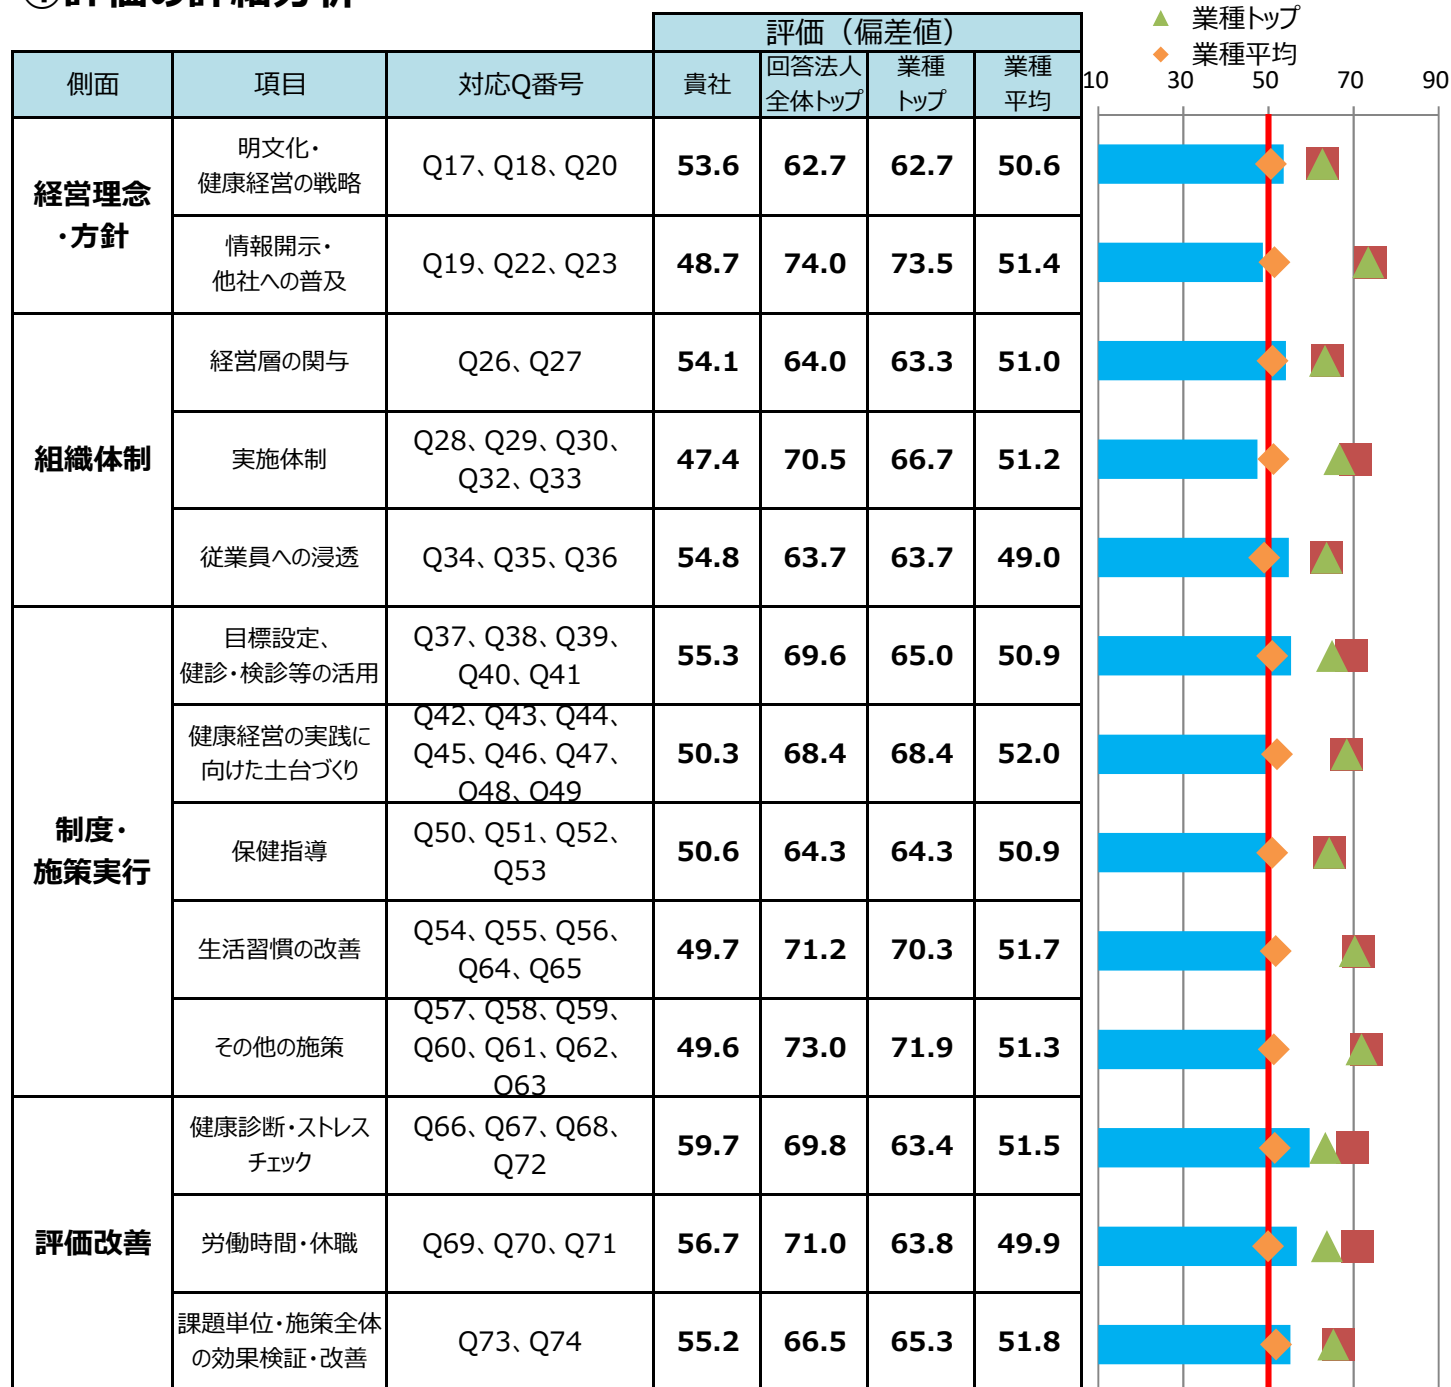 ①評価の詳細分析
▲ 業種トップ
◆ 業種平均
評価（偏差値）
側面 項目 対応Q番号 貴社 回答法人 業種 業種
全体トップ トップ 平均
10 30 50 70 90
経営理念
・方針
明文化・
健康経営の戦略
Q17、Q18、Q20
53.6 62.7 62.7 50.6
情報開示・
他社への普及
Q19、Q22、Q23
48.7 74.0 73.5 51.4
組織体制
経営層の関与
Q26、Q27
54.1 64.0 63.3 51.0
実施体制
Q28、Q29、Q30、
Q32、Q33
47.4 70.5 66.7 51.2
従業員への浸透
Q34、Q35、Q36
54.8 63.7 63.7 49.0
制度・
施策実行
目標設定、
健診・検診等の活用
Q37、Q38、Q39、
Q40、Q41
55.3 69.6 65.0 50.9
健康経営の実践に
向けた土台づくり
Q42、Q43、Q44、
Q45、Q46、Q47、
Q48、Q49
50.3 68.4 68.4 52.0
保健指導
Q50、Q51、Q52、
Q53
50.6 64.3 64.3 50.9
生活習慣の改善
Q54、Q55、Q56、
Q64、Q65
49.7 71.2 70.3 51.7
その他の施策
Q57、Q58、Q59、
Q60、Q61、Q62、
Q63
49.6 73.0 71.9 51.3
評価改善
健康診断・ストレス
チェック
Q66、Q67、Q68、
Q72
59.7 69.8 63.4 51.5
労働時間・休職
Q69、Q70、Q71
56.7 71.0 63.8 49.9
課題単位・施策全体
の効果検証・改善
Q73、Q74
55.2 66.5 65.3 51.8